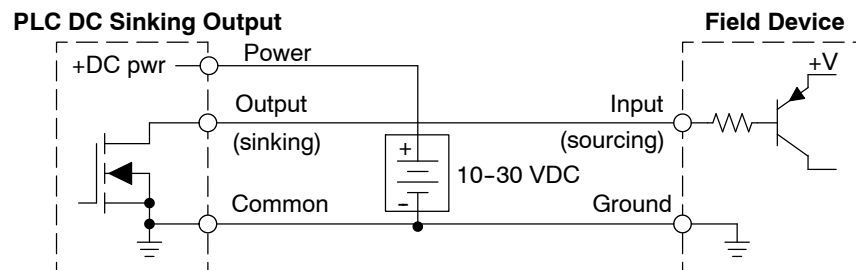 PLC DC Sinking Output
Field Device
+DC pwr
Power
+V
Output
(sinking)
Input
(sourcing)
+
10–30 VDC
–
Common
Ground